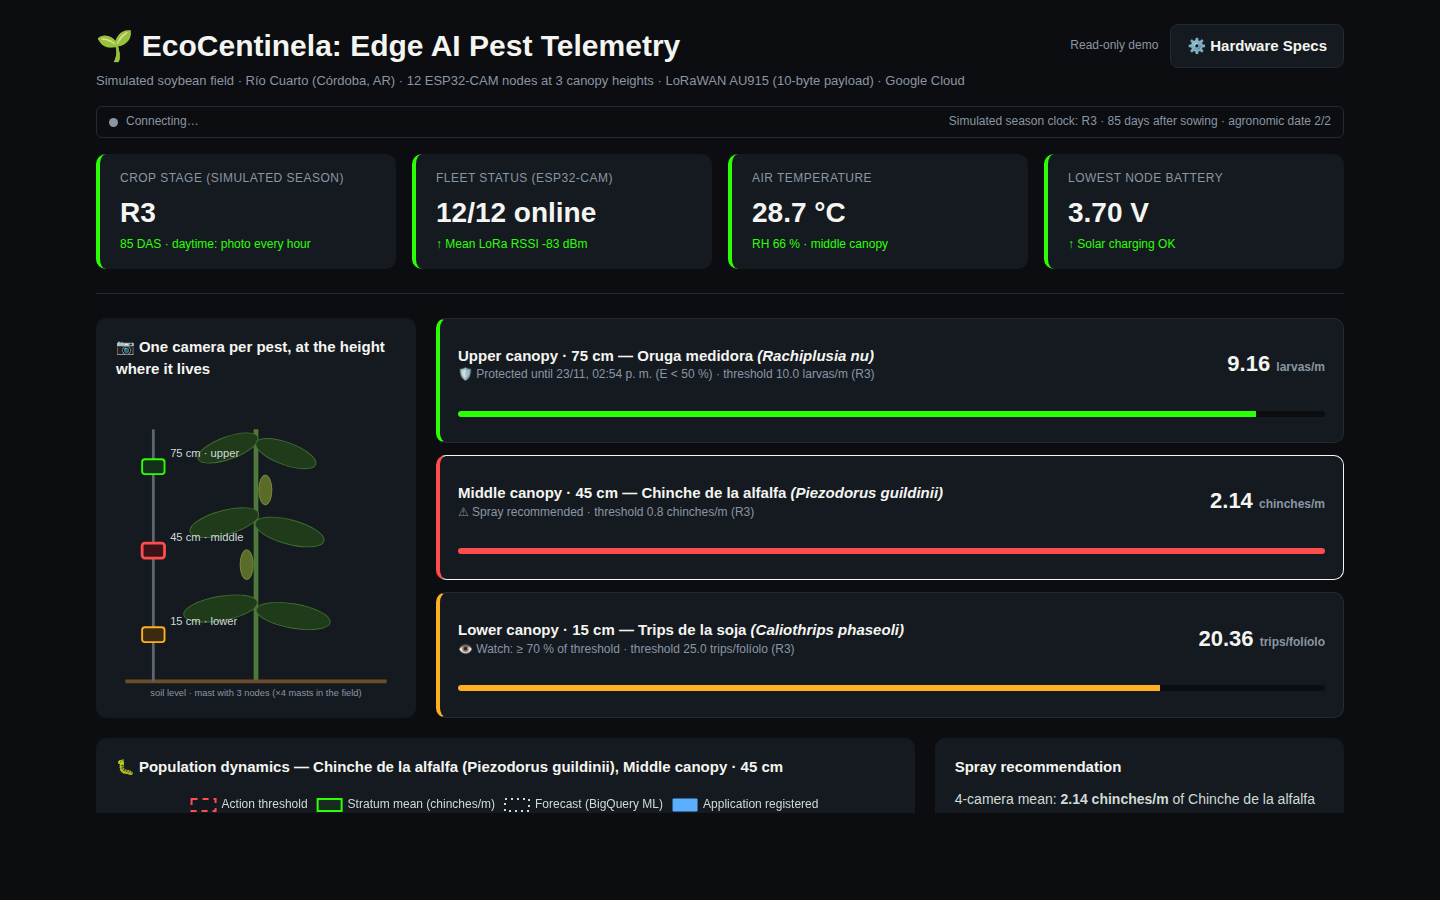 🌱 EcoCentinela: Edge AI Pest Telemetry
Read-only demo
⚙️ Hardware Specs
Simulated soybean field · Río Cuarto (Córdoba, AR) · 12 ESP32-CAM nodes at 3 canopy heights · LoRaWAN AU915 (10-byte payload) · Google Cloud
Connecting…
Simulated season clock: R3 · 85 days after sowing · agronomic date 2/2
CROP STAGE (SIMULATED SEASON)
R3
85 DAS · daytime: photo every hour
FLEET STATUS (ESP32-CAM)
12/12 online
↑ Mean LoRa RSSI -83 dBm
AIR TEMPERATURE
28.7 °C
RH 66 % · middle canopy
LOWEST NODE BATTERY
3.70 V
↑ Solar charging OK
📷 One camera per pest, at the height
where it lives
75 cm · upper
45 cm · middle
15 cm · lower
soil level · mast with 3 nodes (×4 masts in the field)
Upper canopy · 75 cm — Oruga medidora (Rachiplusia nu)
🛡️ Protected until 23/11, 02:54 p. m. (E < 50 %) · threshold 10.0 larvas/m (R3)
9.16 larvas/m
Middle canopy · 45 cm — Chinche de la alfalfa (Piezodorus guildinii)
⚠ Spray recommended · threshold 0.8 chinches/m (R3)
2.14 chinches/m
Lower canopy · 15 cm — Trips de la soja (Caliothrips phaseoli)
👁️ Watch: ≥ 70 % of threshold · threshold 25.0 trips/folíolo (R3)
20.36 trips/folíolo
🐛 Population dynamics — Chinche de la alfalfa (Piezodorus guildinii), Middle canopy · 45 cm
Action threshold
Stratum mean (chinches/m)
Forecast (BigQuery ML)
Application registered
Spray recommendation
4-camera mean: 2.14 chinches/m of Chinche de la alfalfa